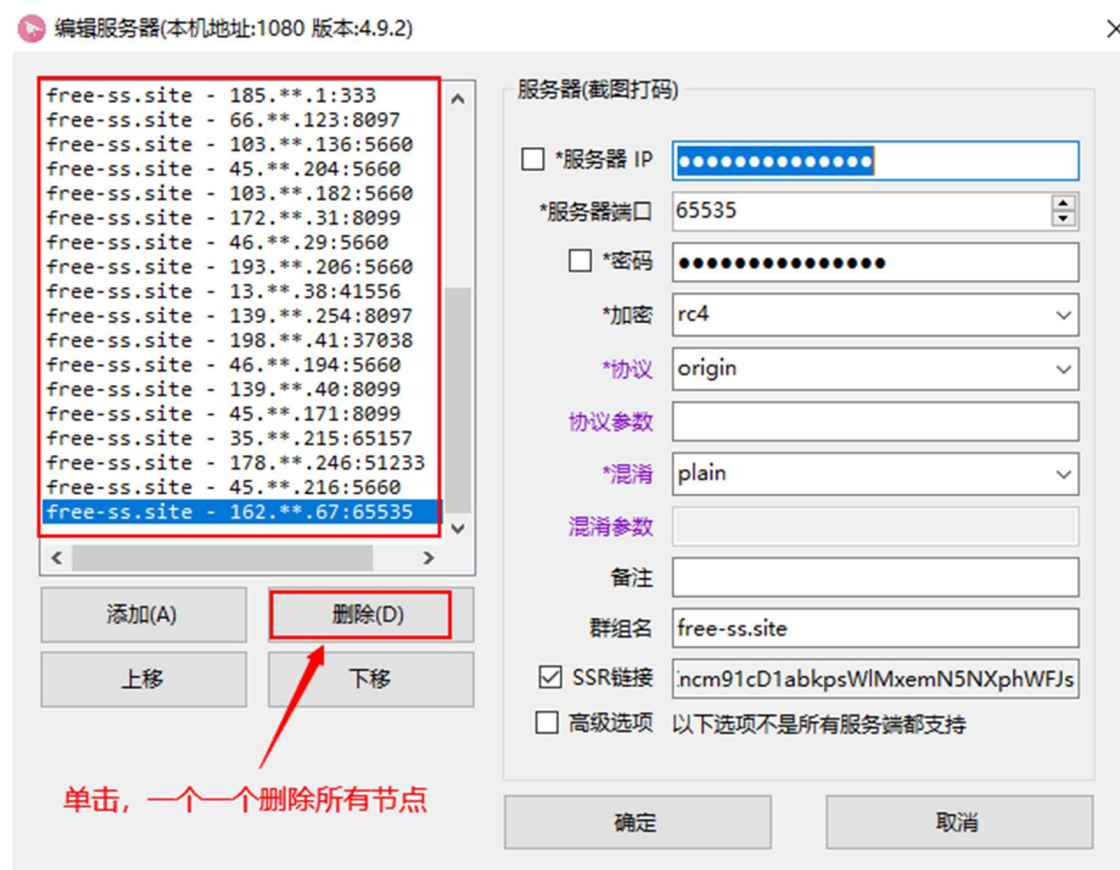 编辑服务器(本机地址:1080 版本:4.9.2)
free-ss.site - 185.**.1:333
free-ss.site - 66.**.123:8097
free-ss.site - 103.**.136:5660
free-ss.site - 45.**.204:5660
free-ss.site - 103.**.182:5660
free-ss.site - 172.**.31:8099
free-ss.site - 46.**.29:5660
free-ss.site - 193.**.206:5660
free-ss.site - 13.**.38:41556
free-ss.site - 139.**.254:8097
free-ss.site - 198.**.41:37038
free-ss.site - 46.**.194:5660
free-ss.site - 139.**.40:8099
free-ss.site - 45.**.171:8099
free-ss.site - 35.**.215:65157
free-ss.site - 178.**.246:51233
free-ss.site - 45.**.216:5660
free-ss.site - 162.**.67:65535
添加(A) 删除(D)
上移 下移
单击，一个一个删除所有节点
服务器(截图打码)
*服务器 IP ●●●●●●●●●●●●●●
*服务器端口 65535
*密码 ●●●●●●●●●●●●●●●
*加密 rc4
*协议 origin
协议参数
*混淆 plain
混淆参数
备注
群组名 free-ss.site
SSR链接 :ncm91cD1abkpsWlMxemN5NXphWFJs
高级选项 以下选项不是所有服务端都支持
确定 取消